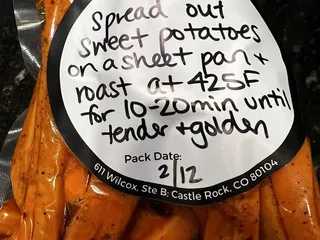 Spread out
sweet potatoes
on a sheet pan +
roast at 425F
for 10-20min until
tender + golden
Pack Date:
2/12
611 Wilcox, Ste B; Castle Rock, CO 80104